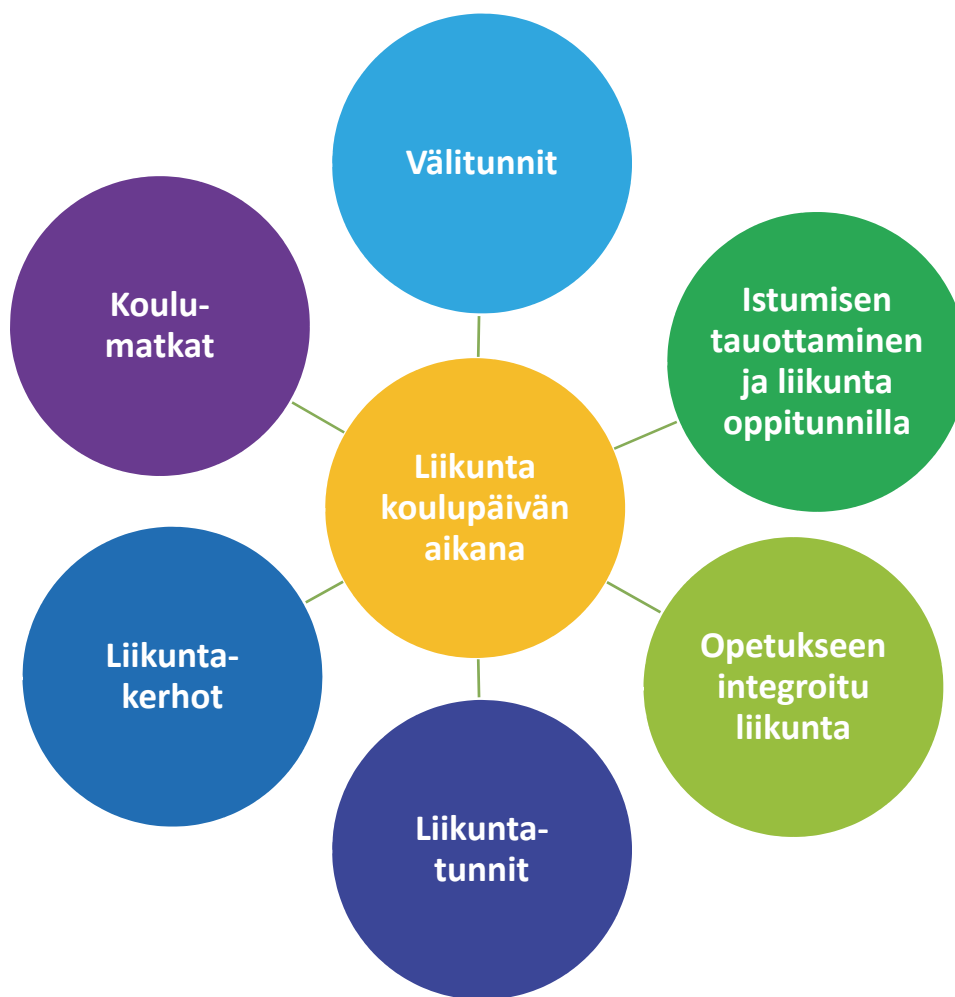 Välitunnit
Istumisen
tauottaminen
ja liikunta
oppitunnilla
Opetukseen
integroitu
liikunta
Liikunta-
tunnit
Liikunta-
kerhot
Koulu-
matkat
Liikunta
koulupäivän
aikana